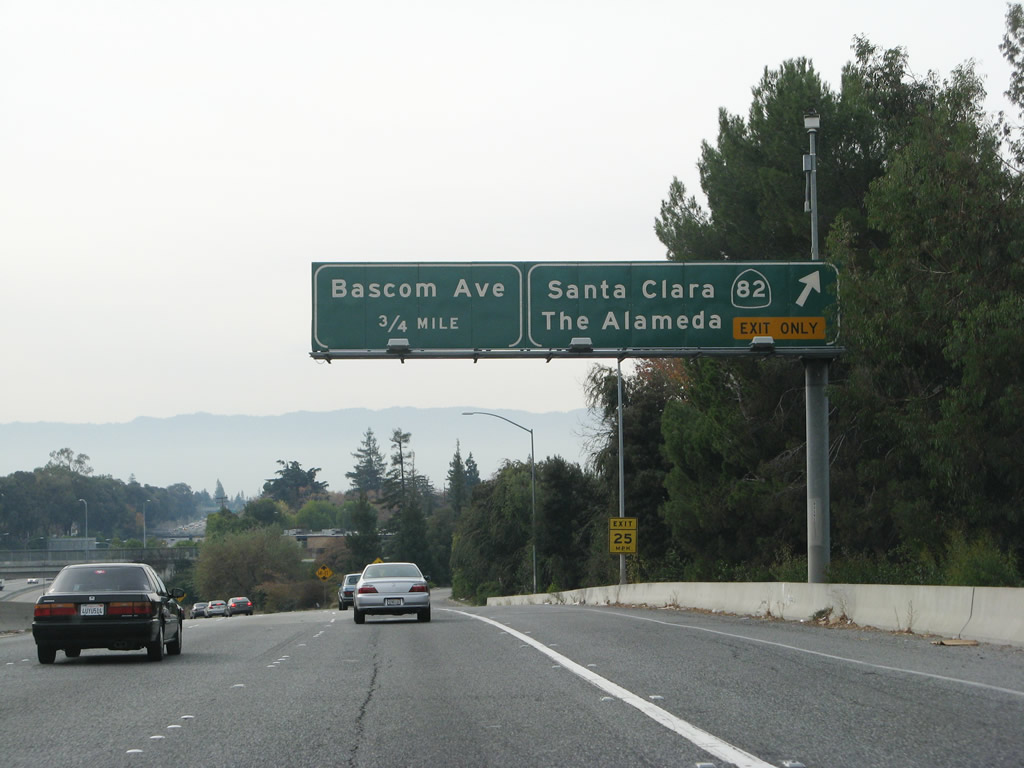 Bascom Ave
3/4 MILE
Santa Clara 82
The Alameda
EXIT ONLY
EXIT
25
MPH